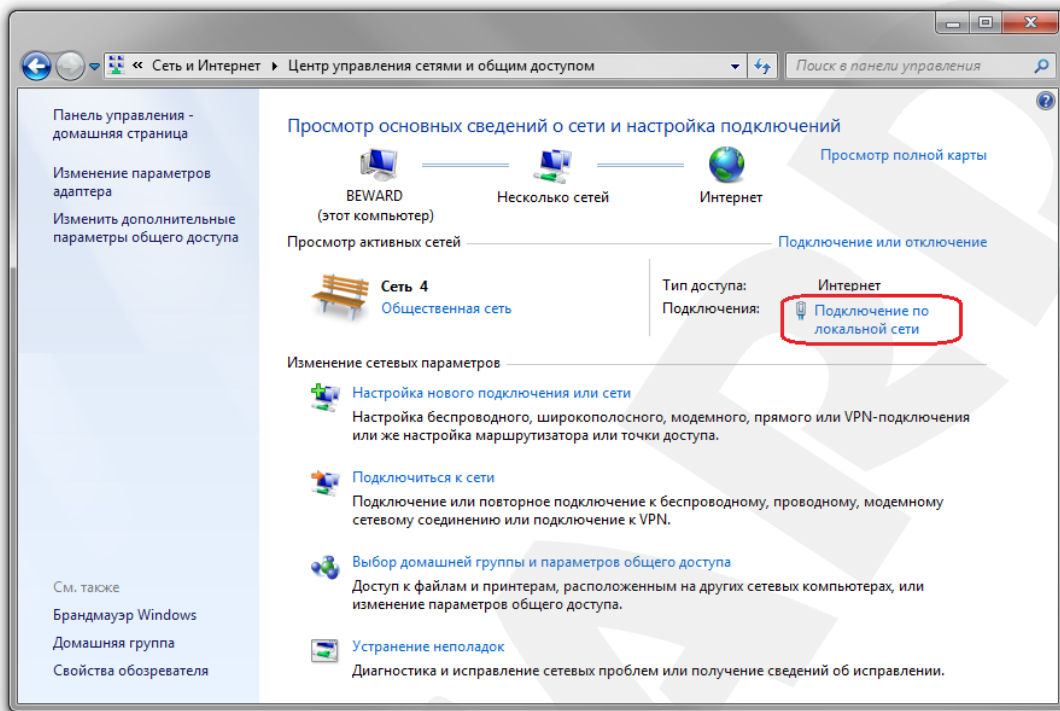 « Сеть и Интернет ▸ Центр управления сетями и общим доступом
Поиск в панели управления
Панель управления -
домашняя страница
Изменение параметров
адаптера
Изменить дополнительные
параметры общего доступа
Просмотр основных сведений о сети и настройка подключений
Просмотр полной карты
BEWARD
(этот компьютер)
Несколько сетей
Интернет
Просмотр активных сетей
Подключение или отключение
Сеть 4
Общественная сеть
Тип доступа: Интернет
Подключения: Подключение по
локальной сети
Изменение сетевых параметров
Настройка нового подключения или сети
Настройка беспроводного, широкополосного, модемного, прямого или VPN-подключения
или же настройка маршрутизатора или точки доступа.
Подключиться к сети
Подключение или повторное подключение к беспроводному, проводному, модемному
сетевому соединению или подключение к VPN.
Выбор домашней группы и параметров общего доступа
Доступ к файлам и принтерам, расположенным на других сетевых компьютерах, или
изменение параметров общего доступа.
Устранение неполадок
Диагностика и исправление сетевых проблем или получение сведений об исправлении.
См. также
Брандмауэр Windows
Домашняя группа
Свойства обозревателя